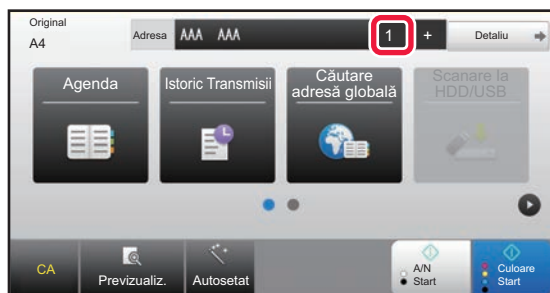 Original
A4
Adresa
AAA AAA
1
+
Detaliu
Agenda
Istoric Transmisii
Căutare
adresă globală
Scanare la
HDD/USB
CA
Previzualiz.
Autosetat
A/N
Start
Culoare
Start